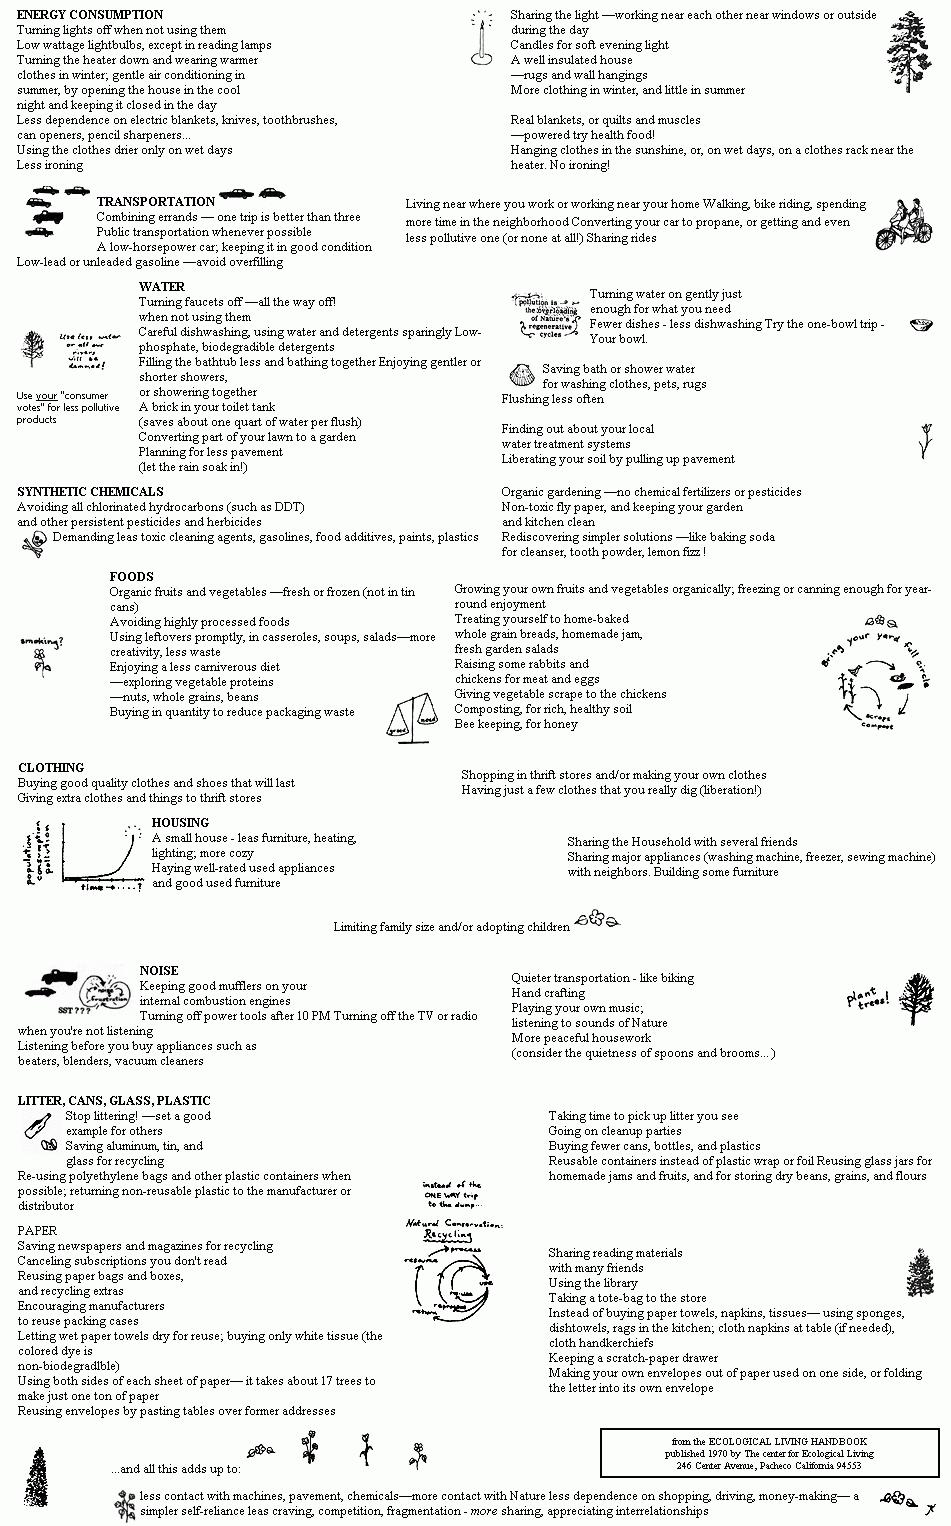 ENERGY CONSUMPTION
Turning lights off when not using them
Low wattage lightbulbs, except in reading lamps
Turning the heater down and wearing warmer
clothes in winter; gentle air conditioning in
summer, by opening the house in the cool
night and keeping it closed in the day
Less dependence on electric blankets, knives, toothbrushes,
can openers, pencil sharpeners...
Using the clothes drier only on wet days
Less ironing
Sharing the light —working near each other near windows or outside
during the day
Candles for soft evening light
A well insulated house
—rugs and wall hangings
More clothing in winter, and little in summer
Real blankets, or quilts and muscles
—powered try health food!
Hanging clothes in the sunshine, or, on wet days, on a clothes rack near the
heater. No ironing!
TRANSPORTATION
Combining errands — one trip is better than three
Public transportation whenever possible
A low-horsepower car; keeping it in good condition
Low-lead or unleaded gasoline —avoid overfilling
Living near where you work or working near your home Walking, bike riding, spending
more time in the neighborhood Converting your car to propane, or getting and even
less pollutive one (or none at all!) Sharing rides
WATER
Turning faucets off —all the way off!
when not using them
Careful dishwashing, using water and detergents sparingly Low-
phosphate, biodegradible detergents
Filling the bathtub less and bathing together Enjoying gentler or
shorter showers,
or showering together
A brick in your toilet tank
(saves about one quart of water per flush)
Converting part of your lawn to a garden
Planning for less pavement
(let the rain soak in!)
Use less water
or all our
rivers
will be
dammed!
Use your "consumer
votes" for less pollutive
products
pollution is
the overloading
of Nature's
regenerative
cycles
Turning water on gently just
enough for what you need
Fewer dishes - less dishwashing Try the one-bowl trip -
Your bowl.
Saving bath or shower water
for washing clothes, pets, rugs
Flushing less often
Finding out about your local
water treatment systems
Liberating your soil by pulling up pavement
SYNTHETIC CHEMICALS
Avoiding all chlorinated hydrocarbons (such as DDT)
and other persistent pesticides and herbicides
Demanding leas toxic cleaning agents, gasolines, food additives, paints, plastics
Organic gardening —no chemical fertilizers or pesticides
Non-toxic fly paper, and keeping your garden
and kitchen clean
Rediscovering simpler solutions —like baking soda
for cleanser, tooth powder, lemon fizz !
FOODS
Organic fruits and vegetables —fresh or frozen (not in tin
cans)
Avoiding highly processed foods
Using leftovers promptly, in casseroles, soups, salads—more
creativity, less waste
Enjoying a less carniverous diet
—exploring vegetable proteins
—nuts, whole grains, beans
Buying in quantity to reduce packaging waste
smoking?
greed
need
Growing your own fruits and vegetables organically; freezing or canning enough for year-
round enjoyment
Treating yourself to home-baked
whole grain breads, homemade jam,
fresh garden salads
Raising some rabbits and
chickens for meat and eggs
Giving vegetable scrape to the chickens
Composting, for rich, healthy soil
Bee keeping, for honey
Bring your yard full circle
scraps
compost
CLOTHING
Buying good quality clothes and shoes that will last
Giving extra clothes and things to thrift stores
Shopping in thrift stores and/or making your own clothes
Having just a few clothes that you really dig (liberation!)
population
consumption
pollution
time → ....?
HOUSING
A small house - leas furniture, heating,
lighting; more cozy
Haying well-rated used appliances
and good used furniture
Sharing the Household with several friends
Sharing major appliances (washing machine, freezer, sewing machine)
with neighbors. Building some furniture
Limiting family size and/or adopting children
SST???
NOISE
Keeping good mufflers on your
internal combustion engines
Turning off power tools after 10 PM Turning off the TV or radio
when you're not listening
Listening before you buy appliances such as
beaters, blenders, vacuum cleaners
Quieter transportation - like biking
Hand crafting
Playing your own music;
listening to sounds of Nature
More peaceful housework
(consider the quietness of spoons and brooms...)
plant
trees!
LITTER, CANS, GLASS, PLASTIC
Stop littering! —set a good
example for others
Saving aluminum, tin, and
glass for recycling
Re-using polyethylene bags and other plastic containers when
possible; returning non-reusable plastic to the manufacturer or
distributor
Taking time to pick up litter you see
Going on cleanup parties
Buying fewer cans, bottles, and plastics
Reusable containers instead of plastic wrap or foil Reusing glass jars for
homemade jams and fruits, and for storing dry beans, grains, and flours
instead of the
ONE WAY trip
to the dump...
Natural Conservation:
Recycling
process
resume
use
re-use
reprocess
return
PAPER
Saving newspapers and magazines for recycling
Canceling subscriptions you don't read
Reusing paper bags and boxes,
and recycling extras
Encouraging manufacturers
to reuse packing cases
Letting wet paper towels dry for reuse; buying only white tissue (the
colored dye is
non-biodegradlble)
Using both sides of each sheet of paper— it takes about 17 trees to
make just one ton of paper
Reusing envelopes by pasting tables over former addresses
Sharing reading materials
with many friends
Using the library
Taking a tote-bag to the store
Instead of buying paper towels, napkins, tissues— using sponges,
dishtowels, rags in the kitchen; cloth napkins at table (if needed),
cloth handkerchiefs
Keeping a scratch-paper drawer
Making your own envelopes out of paper used on one side, or folding
the letter into its own envelope
from the ECOLOGICAL LIVING HANDBOOK
published 1970 by The center for Ecological Living
246 Center Avenue, Pacheco California 94553
...and all this adds up to:
less contact with machines, pavement, chemicals—more contact with Nature less dependence on shopping, driving, money-making— a
simpler self-reliance leas craving, competition, fragmentation - more sharing, appreciating interrelationships